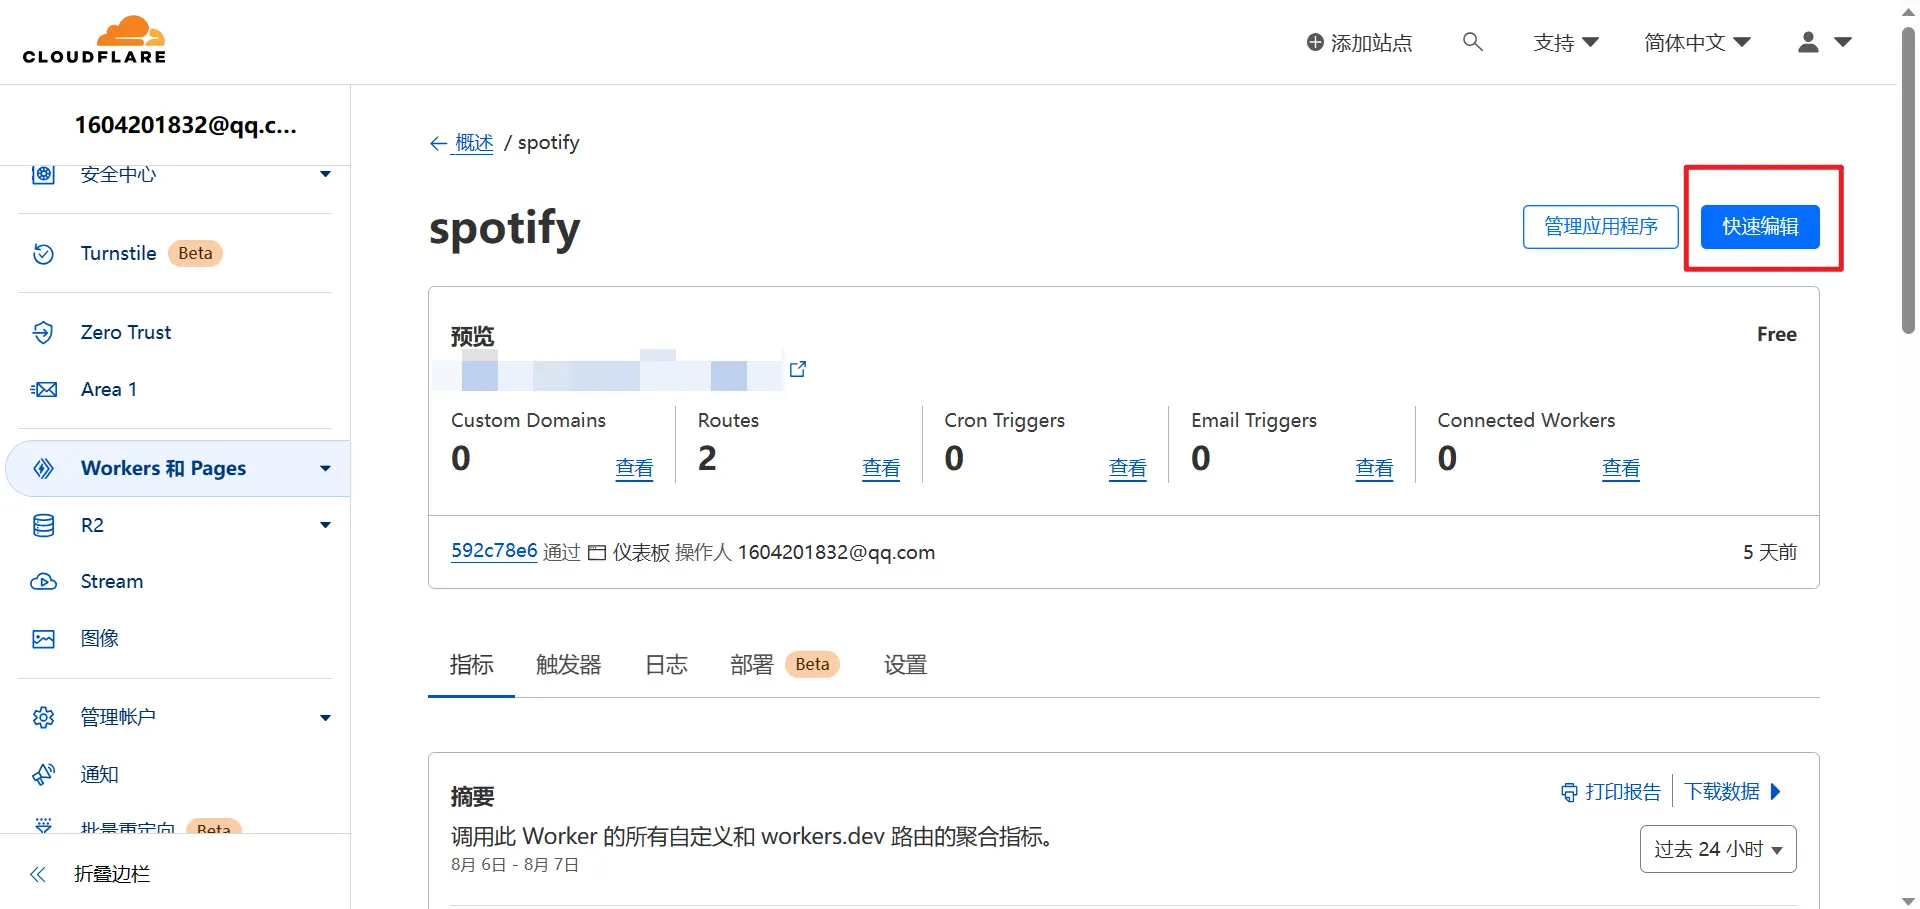 CLOUDFLARE
添加站点
支持
简体中文
1604201832@qq.c...
安全中心
Turnstile Beta
Zero Trust
Area 1
Workers 和 Pages
R2
Stream
图像
管理帐户
通知
批量重定向 Beta
折叠边栏
概述 / spotify
spotify
管理应用程序
快速编辑
预览
Free
Custom Domains
0
查看
Routes
2
查看
Cron Triggers
0
查看
Email Triggers
0
查看
Connected Workers
0
查看
592c78e6 通过 仪表板 操作人 1604201832@qq.com
5 天前
指标 触发器 日志 部署 Beta 设置
摘要
打印报告
下载数据
调用此 Worker 的所有自定义和 workers.dev 路由的聚合指标。
8月 6日 - 8月 7日
过去 24 小时